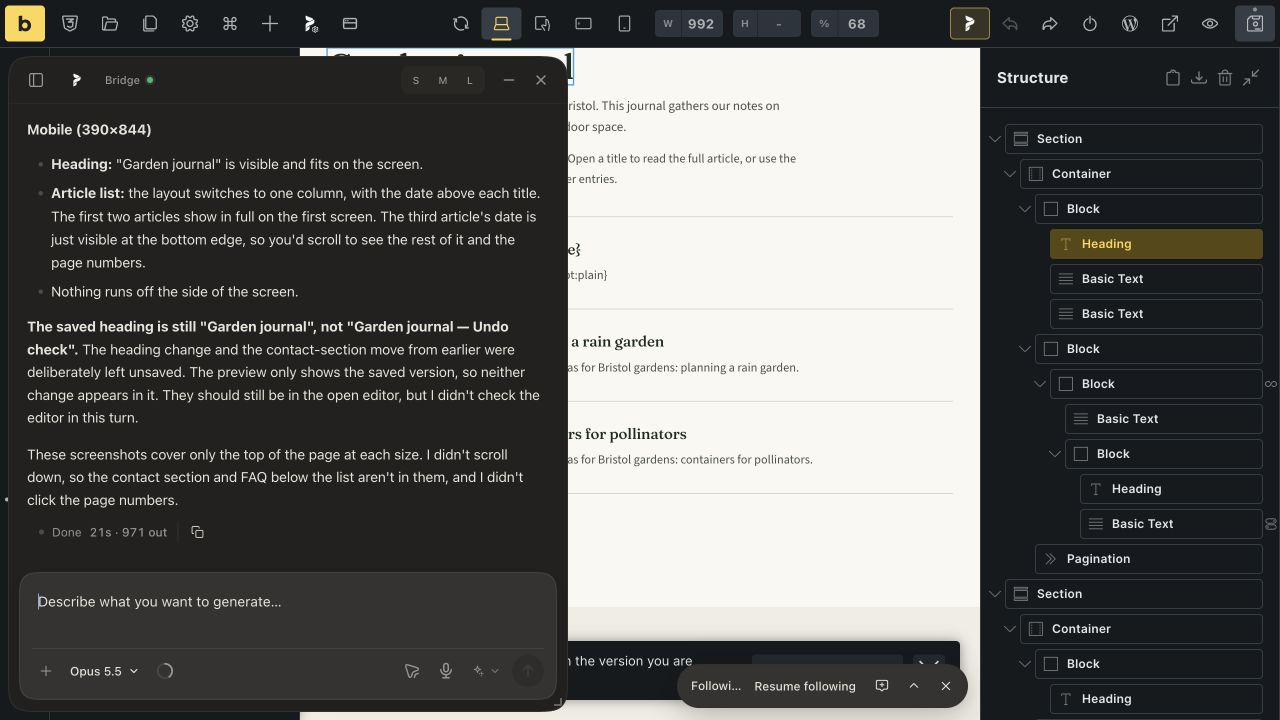 b
W 992
H -
% 68
Bridge
S M L
Mobile (390×844)
Heading: "Garden journal" is visible and fits on the screen.
Article list: the layout switches to one column, with the date above each title.
The first two articles show in full on the first screen. The third article's date is
just visible at the bottom edge, so you'd scroll to see the rest of it and the
page numbers.
Nothing runs off the side of the screen.
The saved heading is still "Garden journal", not "Garden journal — Undo
check". The heading change and the contact-section move from earlier were
deliberately left unsaved. The preview only shows the saved version, so neither
change appears in it. They should still be in the open editor, but I didn't check the
editor in this turn.
These screenshots cover only the top of the page at each size. I didn't scroll
down, so the contact section and FAQ below the list aren't in them, and I didn't
click the page numbers.
Done 21s · 971 out
Describe what you want to generate...
Opus 5.5
ristol. This journal gathers our notes on
door space.
Open a title to read the full article, or use the
er entries.
e}
pt:plain}
a rain garden
as for Bristol gardens: planning a rain garden.
rs for pollinators
as for Bristol gardens: containers for pollinators.
the version you are
Followi... Resume following
Structure
Section
Container
Block
Heading
Basic Text
Basic Text
Block
Block
Basic Text
Block
Heading
Basic Text
Pagination
Section
Container
Block
Heading